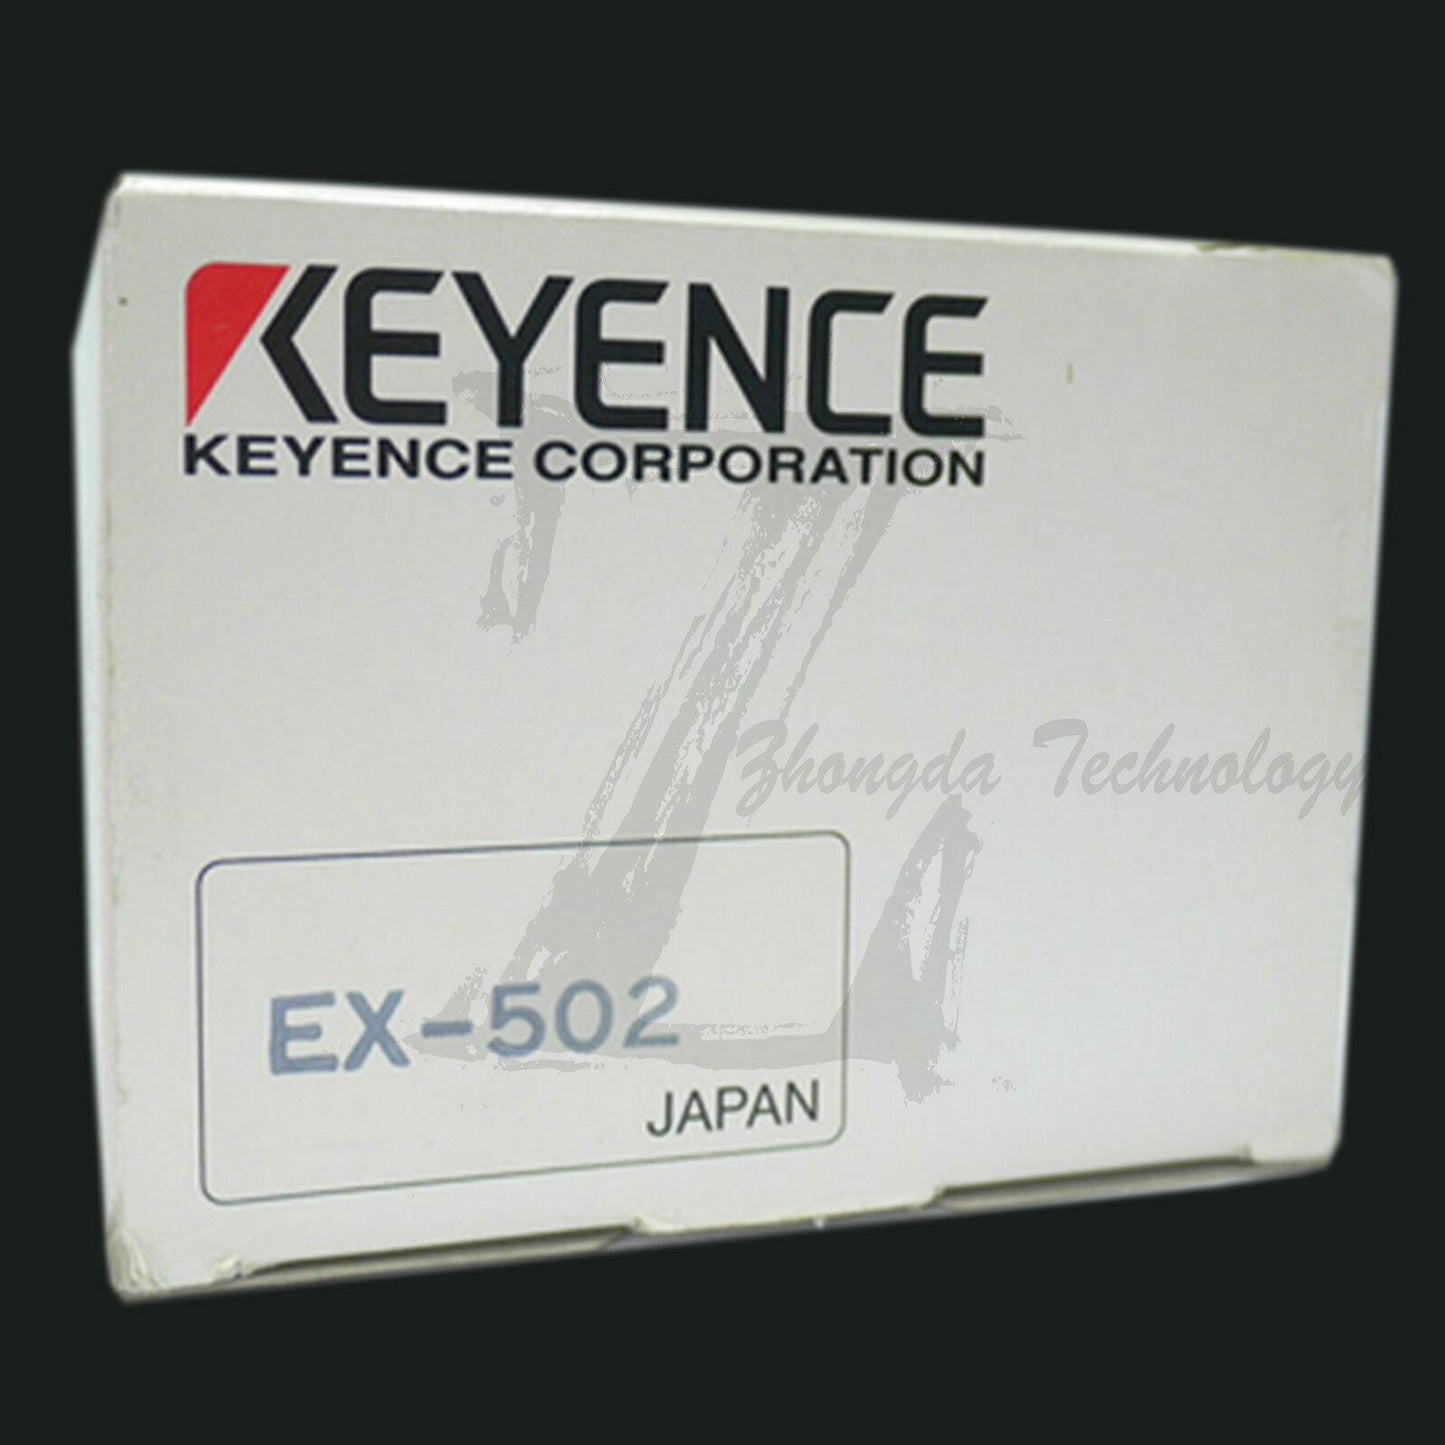 KEYENCE
KEYENCE CORPORATION
Zhongda Technology
EX-502
JAPAN